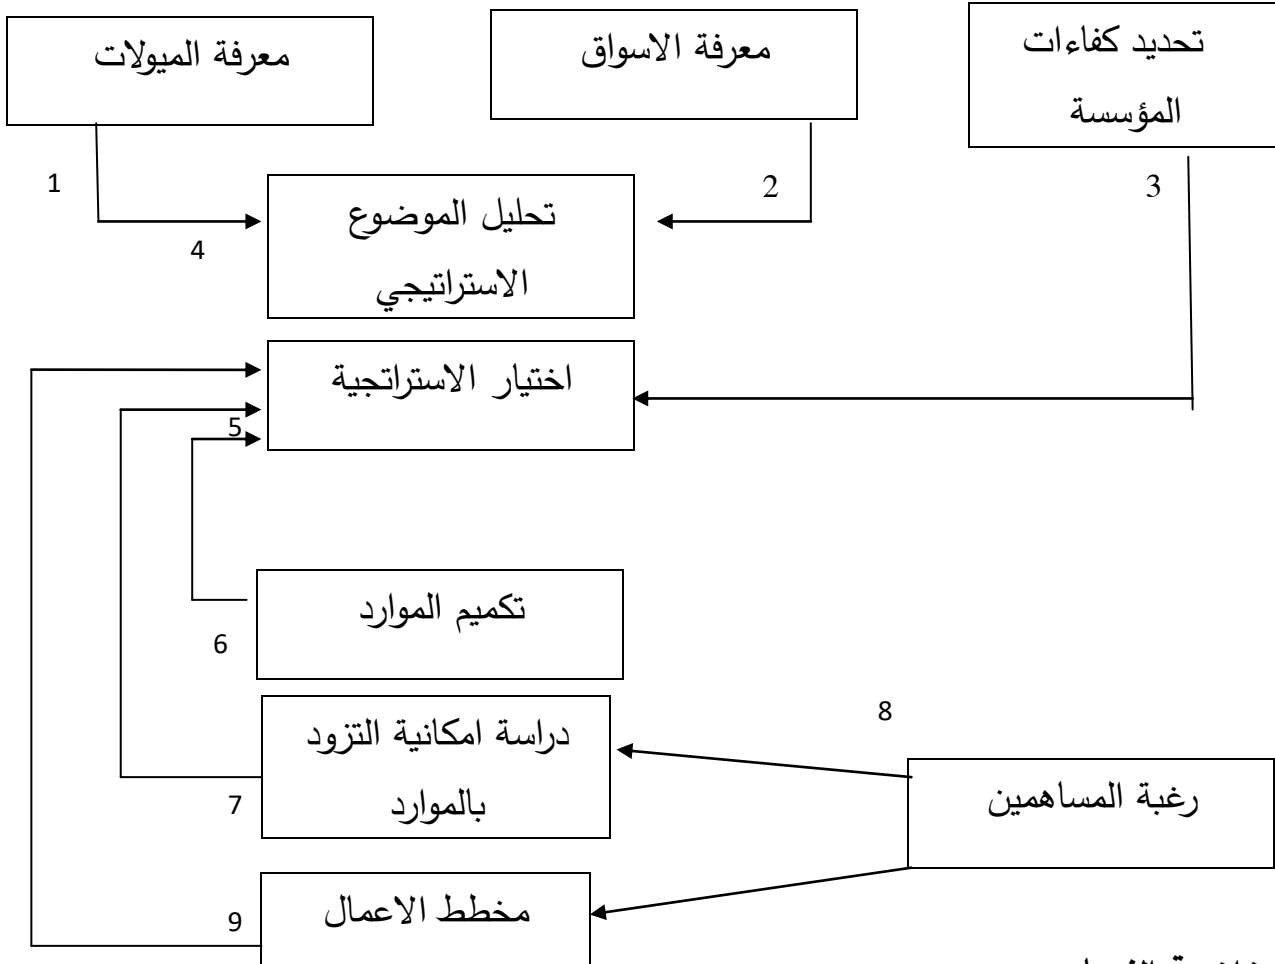 تحديد كفاءات
المؤسسة
معرفة الاسواق
معرفة الميولات
3
2
1
تحليل الموضوع
الاستراتيجي
4
اختيار الاستراتجية
5
تكميم الموارد
6
8
دراسة امكانية التزود
بالموارد
7
رغبة المساهمين
مخطط الاعمال
9